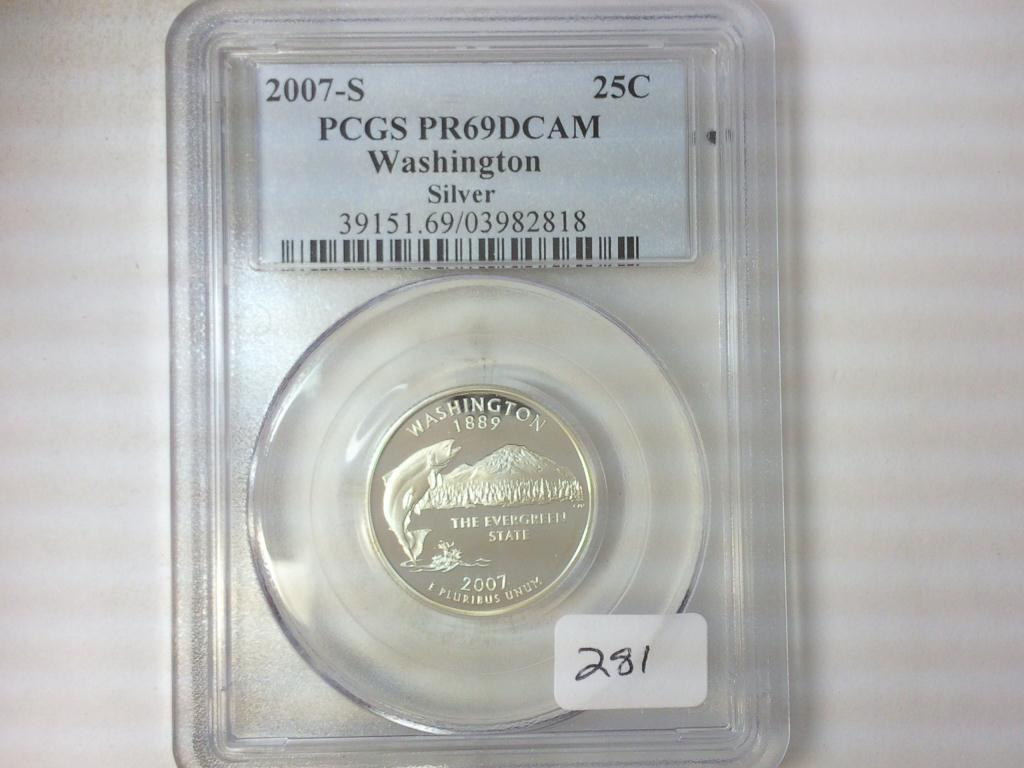 2007-S 25C
PCGS PR69DCAM
Washington
Silver
39151.69/03982818
WASHINGTON
1889
THE EVERGREEN
STATE
2007
E PLURIBUS UNUM
281